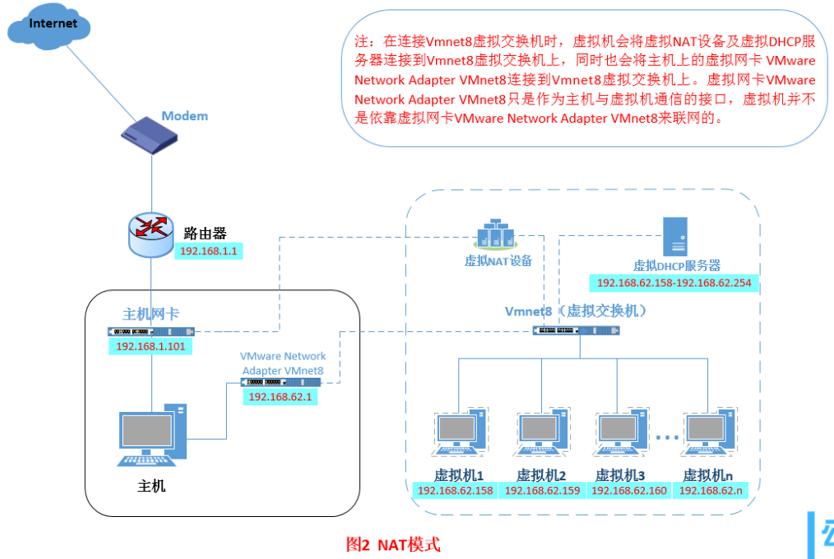 Internet
注：在连接Vmnet8虚拟交换机时，虚拟机会将虚拟NAT设备及虚拟DHCP服
务器连接到Vmnet8虚拟交换机上，同时也会将主机上的虚拟网卡 VMware
Network Adapter VMnet8连接到Vmnet8虚拟交换机上。虚拟网卡VMware
Network Adapter VMnet8只是作为主机与虚拟机通信的接口，虚拟机并不
是依靠虚拟网卡VMware Network Adapter VMnet8来联网的。
Modem
路由器
192.168.1.1
虚拟NAT设备
虚拟DHCP服务器
192.168.62.158-192.168.62.254
主机网卡
192.168.1.101
Vmnet8（虚拟交换机）
VMware Network
Adapter VMnet8
192.168.62.1
主机
虚拟机1
192.168.62.158
虚拟机2
192.168.62.159
虚拟机3
192.168.62.160
虚拟机n
192.168.62.n
图2 NAT模式